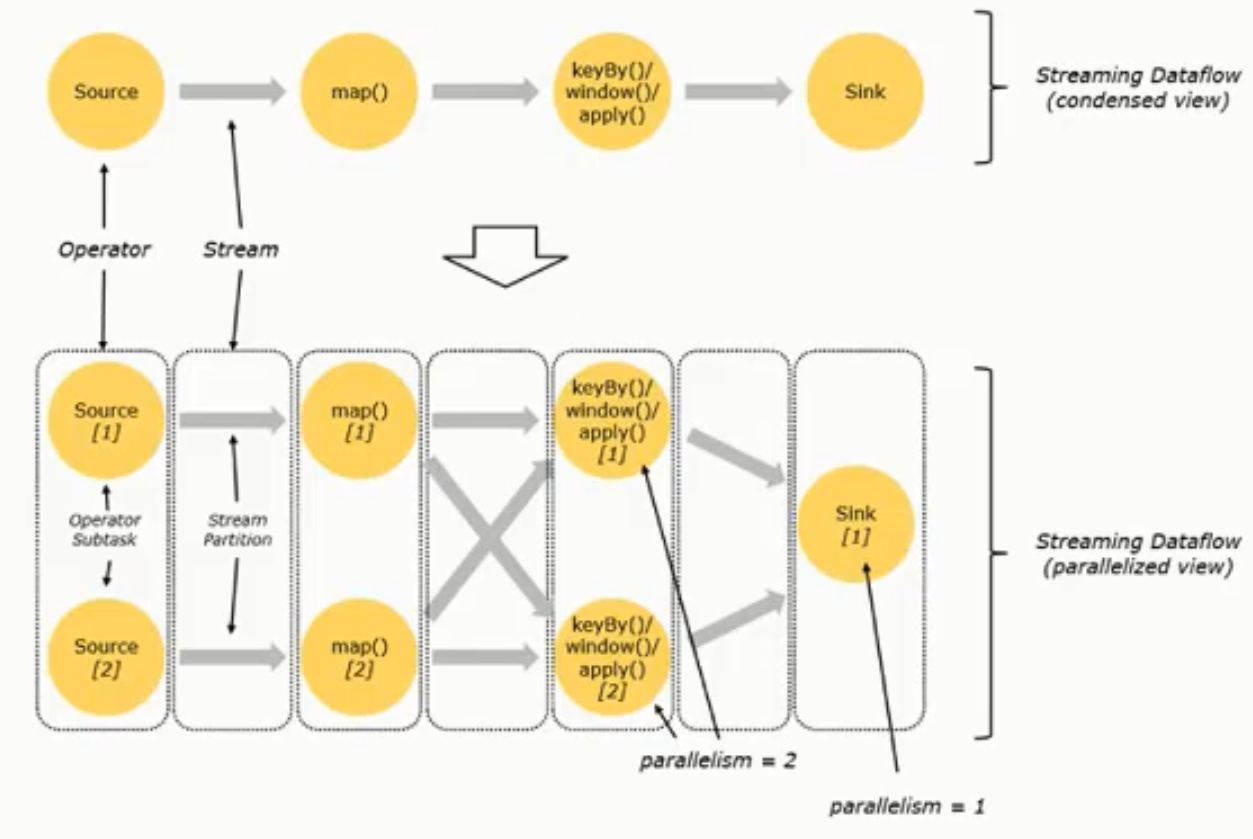 Source
map()
keyBy()/
window()/
apply()
Sink
Streaming Dataflow
(condensed view)
Operator
Stream
Source
[1]
map()
[1]
keyBy()/
window()/
apply()
[1]
Operator
Subtask
Stream
Partition
Sink
[1]
Streaming Dataflow
(parallelized view)
Source
[2]
map()
[2]
keyBy()/
window()/
apply()
[2]
parallelism = 2
parallelism = 1